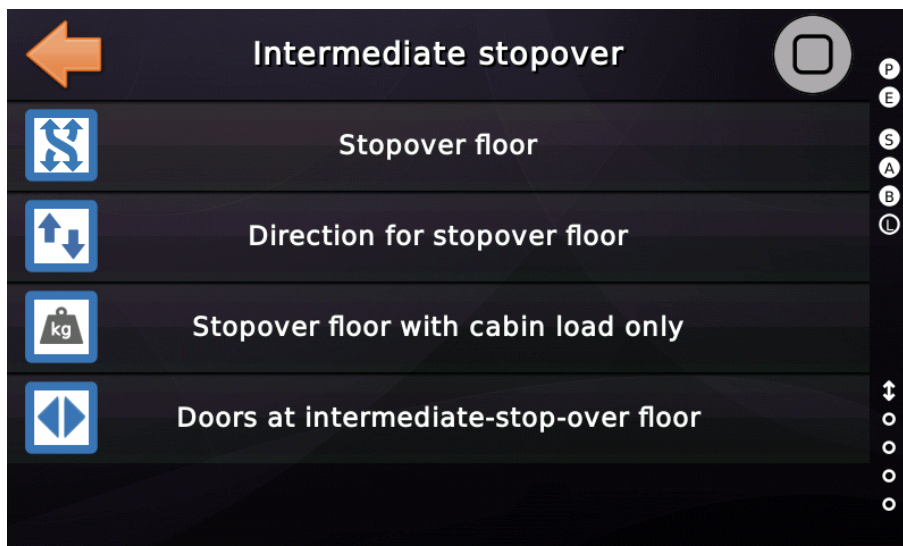 Intermediate stopover
Stopover floor
Direction for stopover floor
kg
Stopover floor with cabin load only
Doors at intermediate-stop-over floor
P
E
S
A
B
L